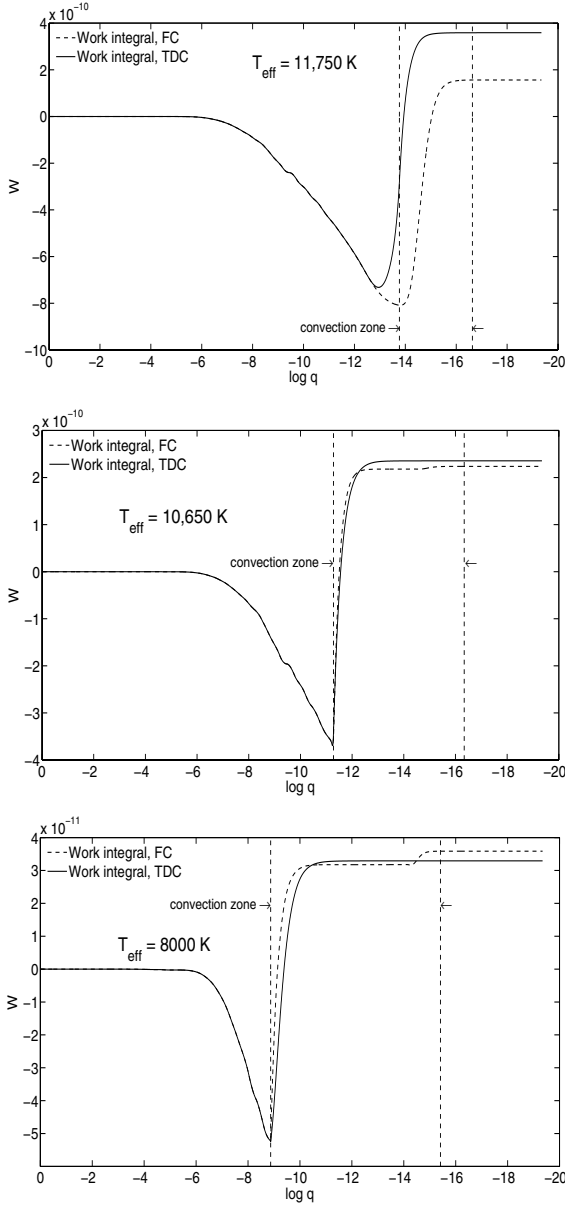 x 10⁻¹⁰
Work integral, FC
Work integral, TDC
T_eff = 11,750 K
4
2
0
−2
−4
−6
−8
−10
W
convection zone
0 −2 −4 −6 −8 −10 −12 −14 −16 −18 −20
log q
x 10⁻¹⁰
Work integral, FC
Work integral, TDC
T_eff = 10,650 K
3
2
1
0
−1
−2
−3
−4
W
convection zone
0 −2 −4 −6 −8 −10 −12 −14 −16 −18 −20
log q
x 10⁻¹¹
Work integral, FC
Work integral, TDC
T_eff = 8000 K
4
3
2
1
0
−1
−2
−3
−4
−5
W
convection zone
0 −2 −4 −6 −8 −10 −12 −14 −16 −18 −20
log q